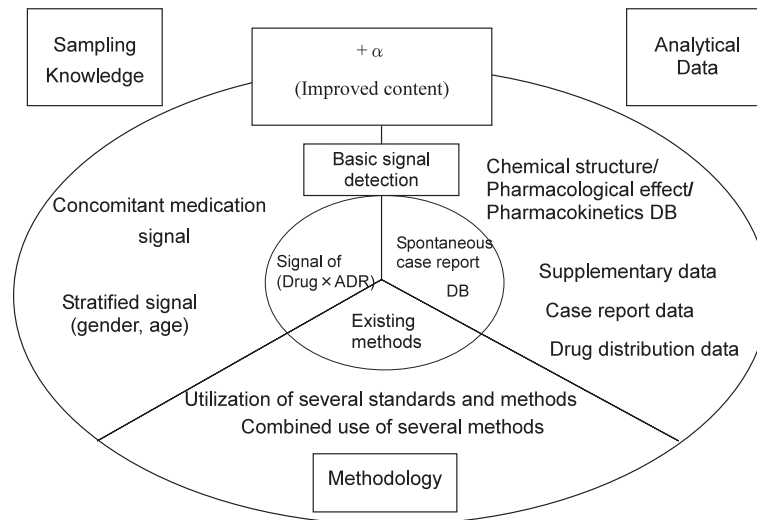 Sampling
Knowledge
+ α
(Improved content)
Analytical
Data
Basic signal
detection
Concomitant medication
signal
Stratified signal
(gender, age)
Chemical structure/
Pharmacological effect/
Pharmacokinetics DB
Supplementary data
Case report data
Drug distribution data
Signal of
(Drug × ADR)
Spontaneous
case report
DB
Existing
methods
Utilization of several standards and methods
Combined use of several methods
Methodology